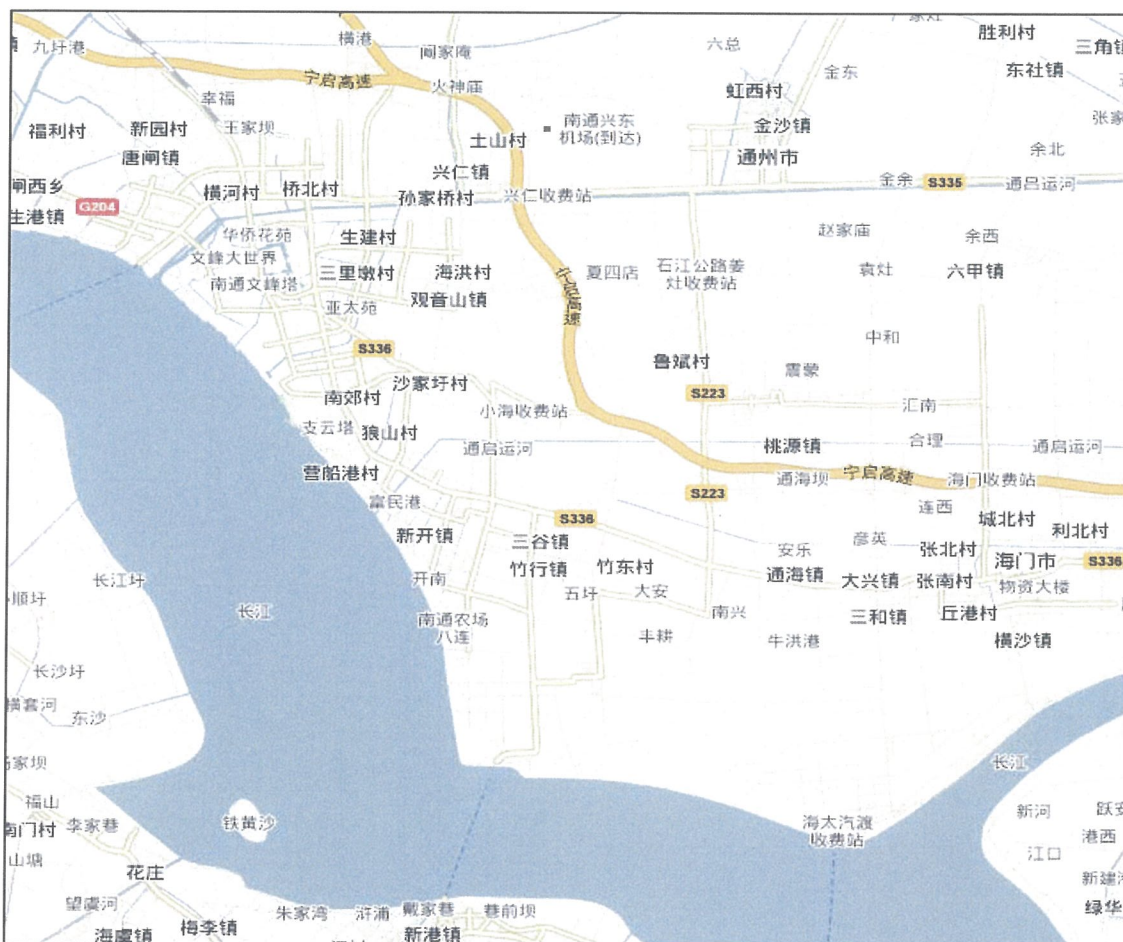 胜利村
九圩港
横港
闽家庵
六总
三角镇
宁启高速
火神庙
金东
东社镇
幸福
虹西村
福利村
新园村
王家坝
土山村
南通兴东
机场(到达)
金沙镇
唐闸镇
通州市
余北
闸西乡
横河村
桥北村
兴仁镇
孙家桥村
兴仁收费站
金余
S335
通吕运河
生港镇
G204
华侨花苑
生建村
赵家庙
余西
文峰大世界
南通文峰塔
三里墩村
海洪村
夏四店
石江公路姜
灶收费站
袁灶
六甲镇
亚太苑
观音山镇
宁启高速
S336
中和
鲁斌村
震蒙
南郊村
沙家圩村
小海收费站
S223
汇南
支云塔
狼山村
通启运河
桃源镇
合理
通启运河
营船港村
通海坝
宁启高速
海门收费站
富民港
S223
连西
新开镇
S336
城北村
利北村
三谷镇
安乐
彦英
张北村
海门市
S336
长江圩
开南
竹行镇
竹东村
通海镇
大兴镇
张南村
物资大楼
顺圩
长江
南通农场
八连
五圩
大安
南兴
三和镇
丘港村
丰耕
牛洪港
横沙镇
长沙圩
横套河
东沙
家坝
长江
福山
南门村
李家巷
铁黄沙
海太汽渡
收费站
新河
港西
山塘
花庄
江口
望虞河
朱家湾
浒浦
戴家巷
巷前坝
绿华
海虞镇
梅李镇
新港镇